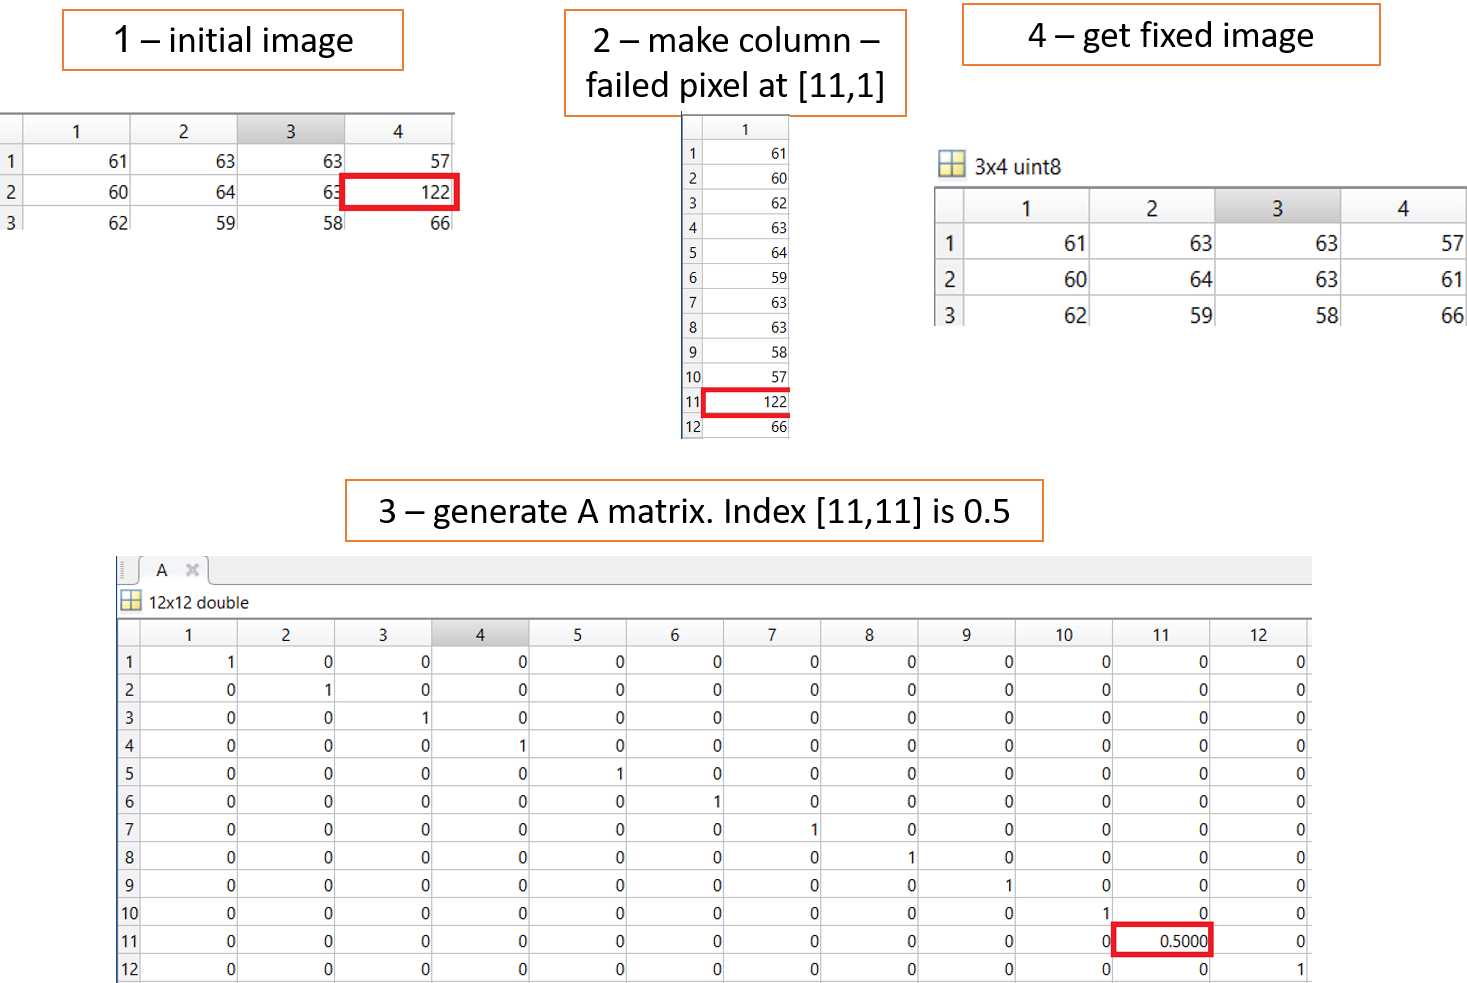 1 – initial image
2 – make column –
failed pixel at [11,1]
4 – get fixed image
1 2 3 4
1 61 63 63 57
2 60 64 63 122
3 62 59 58 66
1
1 61
2 60
3 62
4 63
5 64
6 59
7 63
8 63
9 58
10 57
11 122
12 66
3x4 uint8
1 2 3 4
1 61 63 63 57
2 60 64 63 61
3 62 59 58 66
3 – generate A matrix. Index [11,11] is 0.5
A
12x12 double
1 2 3 4 5 6 7 8 9 10 11 12
1 1 0 0 0 0 0 0 0 0 0 0 0
2 0 1 0 0 0 0 0 0 0 0 0 0
3 0 0 1 0 0 0 0 0 0 0 0 0
4 0 0 0 1 0 0 0 0 0 0 0 0
5 0 0 0 0 1 0 0 0 0 0 0 0
6 0 0 0 0 0 1 0 0 0 0 0 0
7 0 0 0 0 0 0 1 0 0 0 0 0
8 0 0 0 0 0 0 0 1 0 0 0 0
9 0 0 0 0 0 0 0 0 1 0 0 0
10 0 0 0 0 0 0 0 0 0 1 0 0
11 0 0 0 0 0 0 0 0 0 0 0.5000 0
12 0 0 0 0 0 0 0 0 0 0 0 1